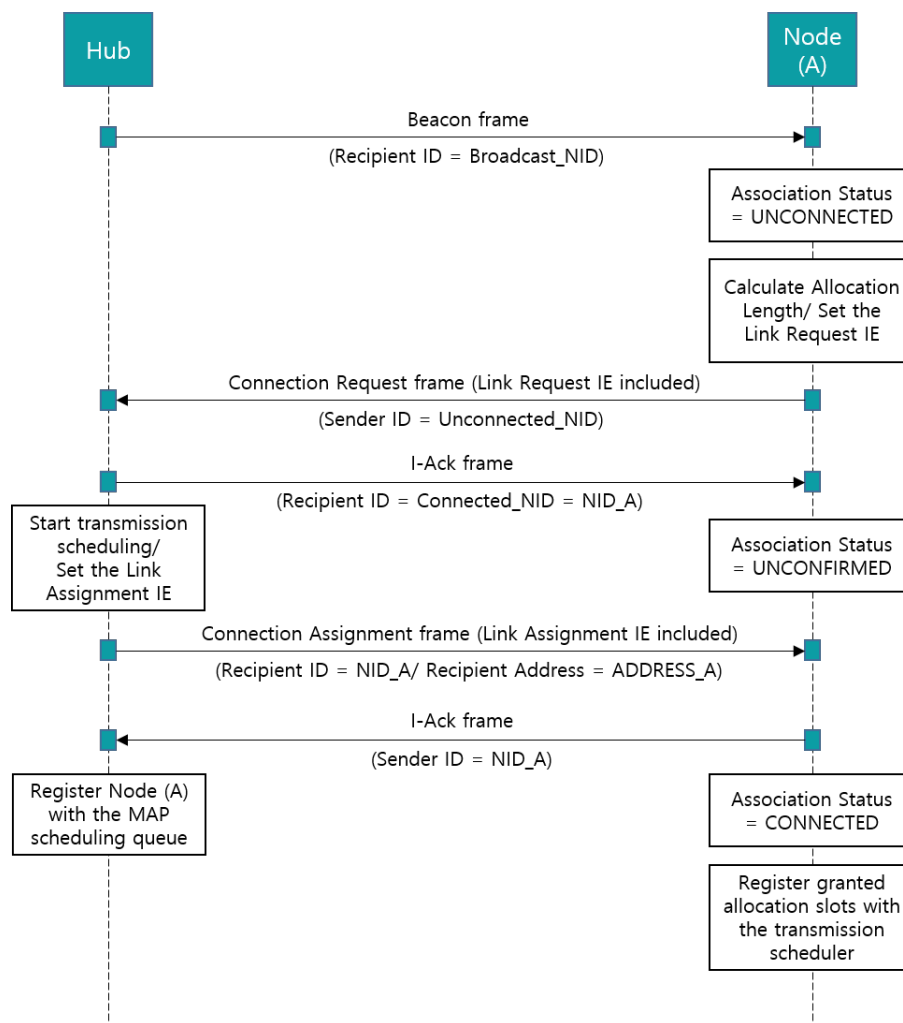 Hub
Node
(A)
Beacon frame
(Recipient ID = Broadcast_NID)
Association Status
= UNCONNECTED
Calculate Allocation
Length/ Set the
Link Request IE
Connection Request frame (Link Request IE included)
(Sender ID = Unconnected_NID)
I-Ack frame
(Recipient ID = Connected_NID = NID_A)
Start transmission
scheduling/
Set the Link
Assignment IE
Association Status
= UNCONFIRMED
Connection Assignment frame (Link Assignment IE included)
(Recipient ID = NID_A/ Recipient Address = ADDRESS_A)
I-Ack frame
(Sender ID = NID_A)
Register Node (A)
with the MAP
scheduling queue
Association Status
= CONNECTED
Register granted
allocation slots with
the transmission
scheduler